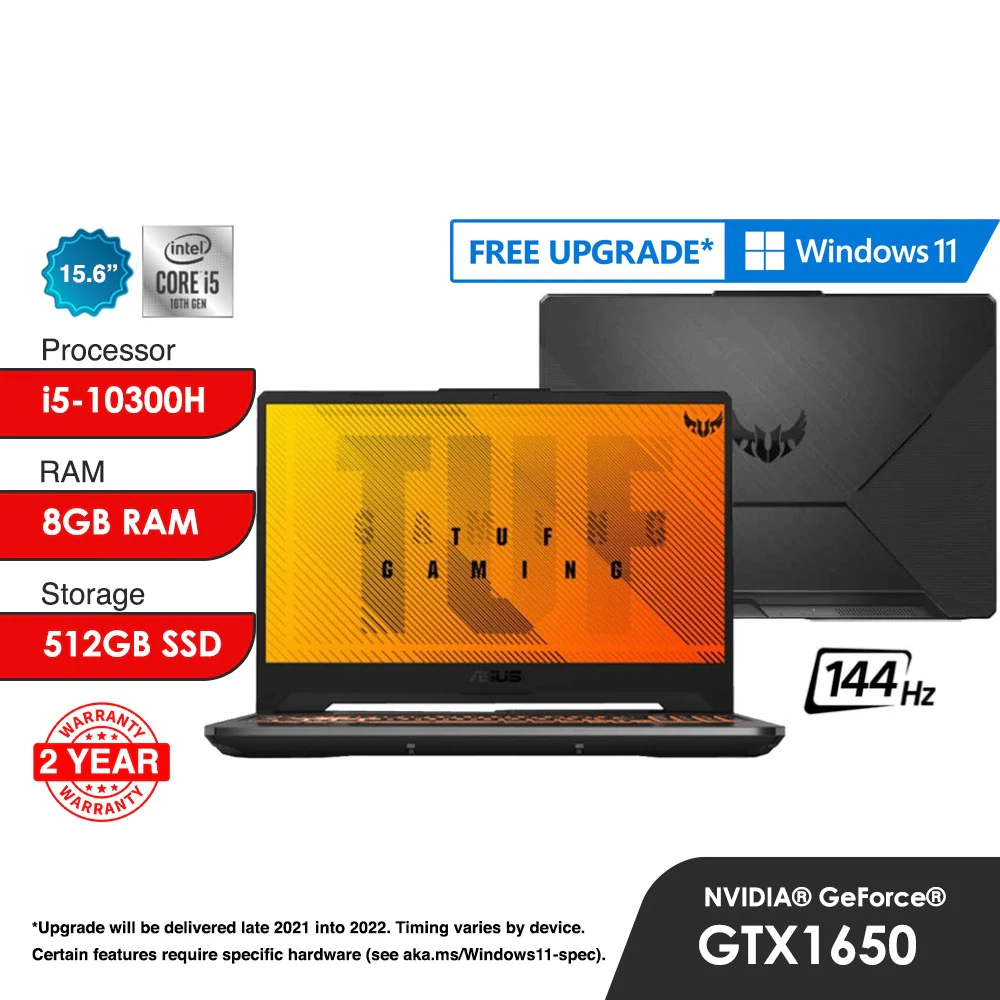 15.6”
intel
CORE i5
10TH GEN
FREE UPGRADE*
Windows 11
Processor
i5-10300H
RAM
8GB RAM
Storage
512GB SSD
TUF
TUF
GAMING
ASUS
144Hz
WARRANTY
2 YEAR
WARRANTY
*Upgrade will be delivered late 2021 into 2022. Timing varies by device.
Certain features require specific hardware (see aka.ms/Windows11-spec).
NVIDIA® GeForce®
GTX1650